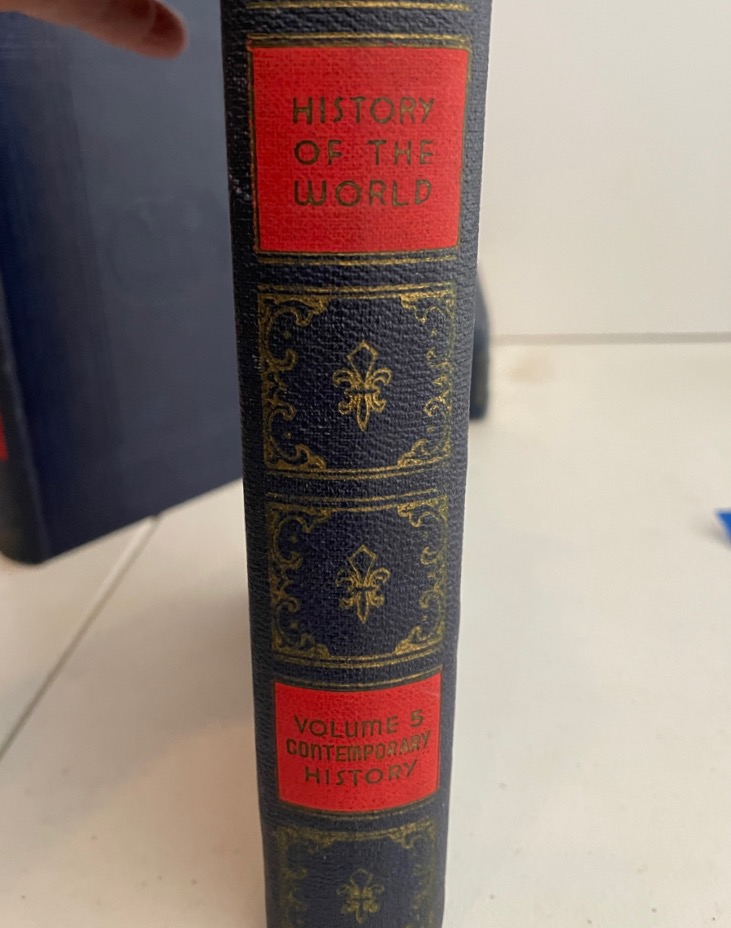 HISTORY
OF THE
WORLD
VOLUME 5
CONTEMPORARY
HISTORY